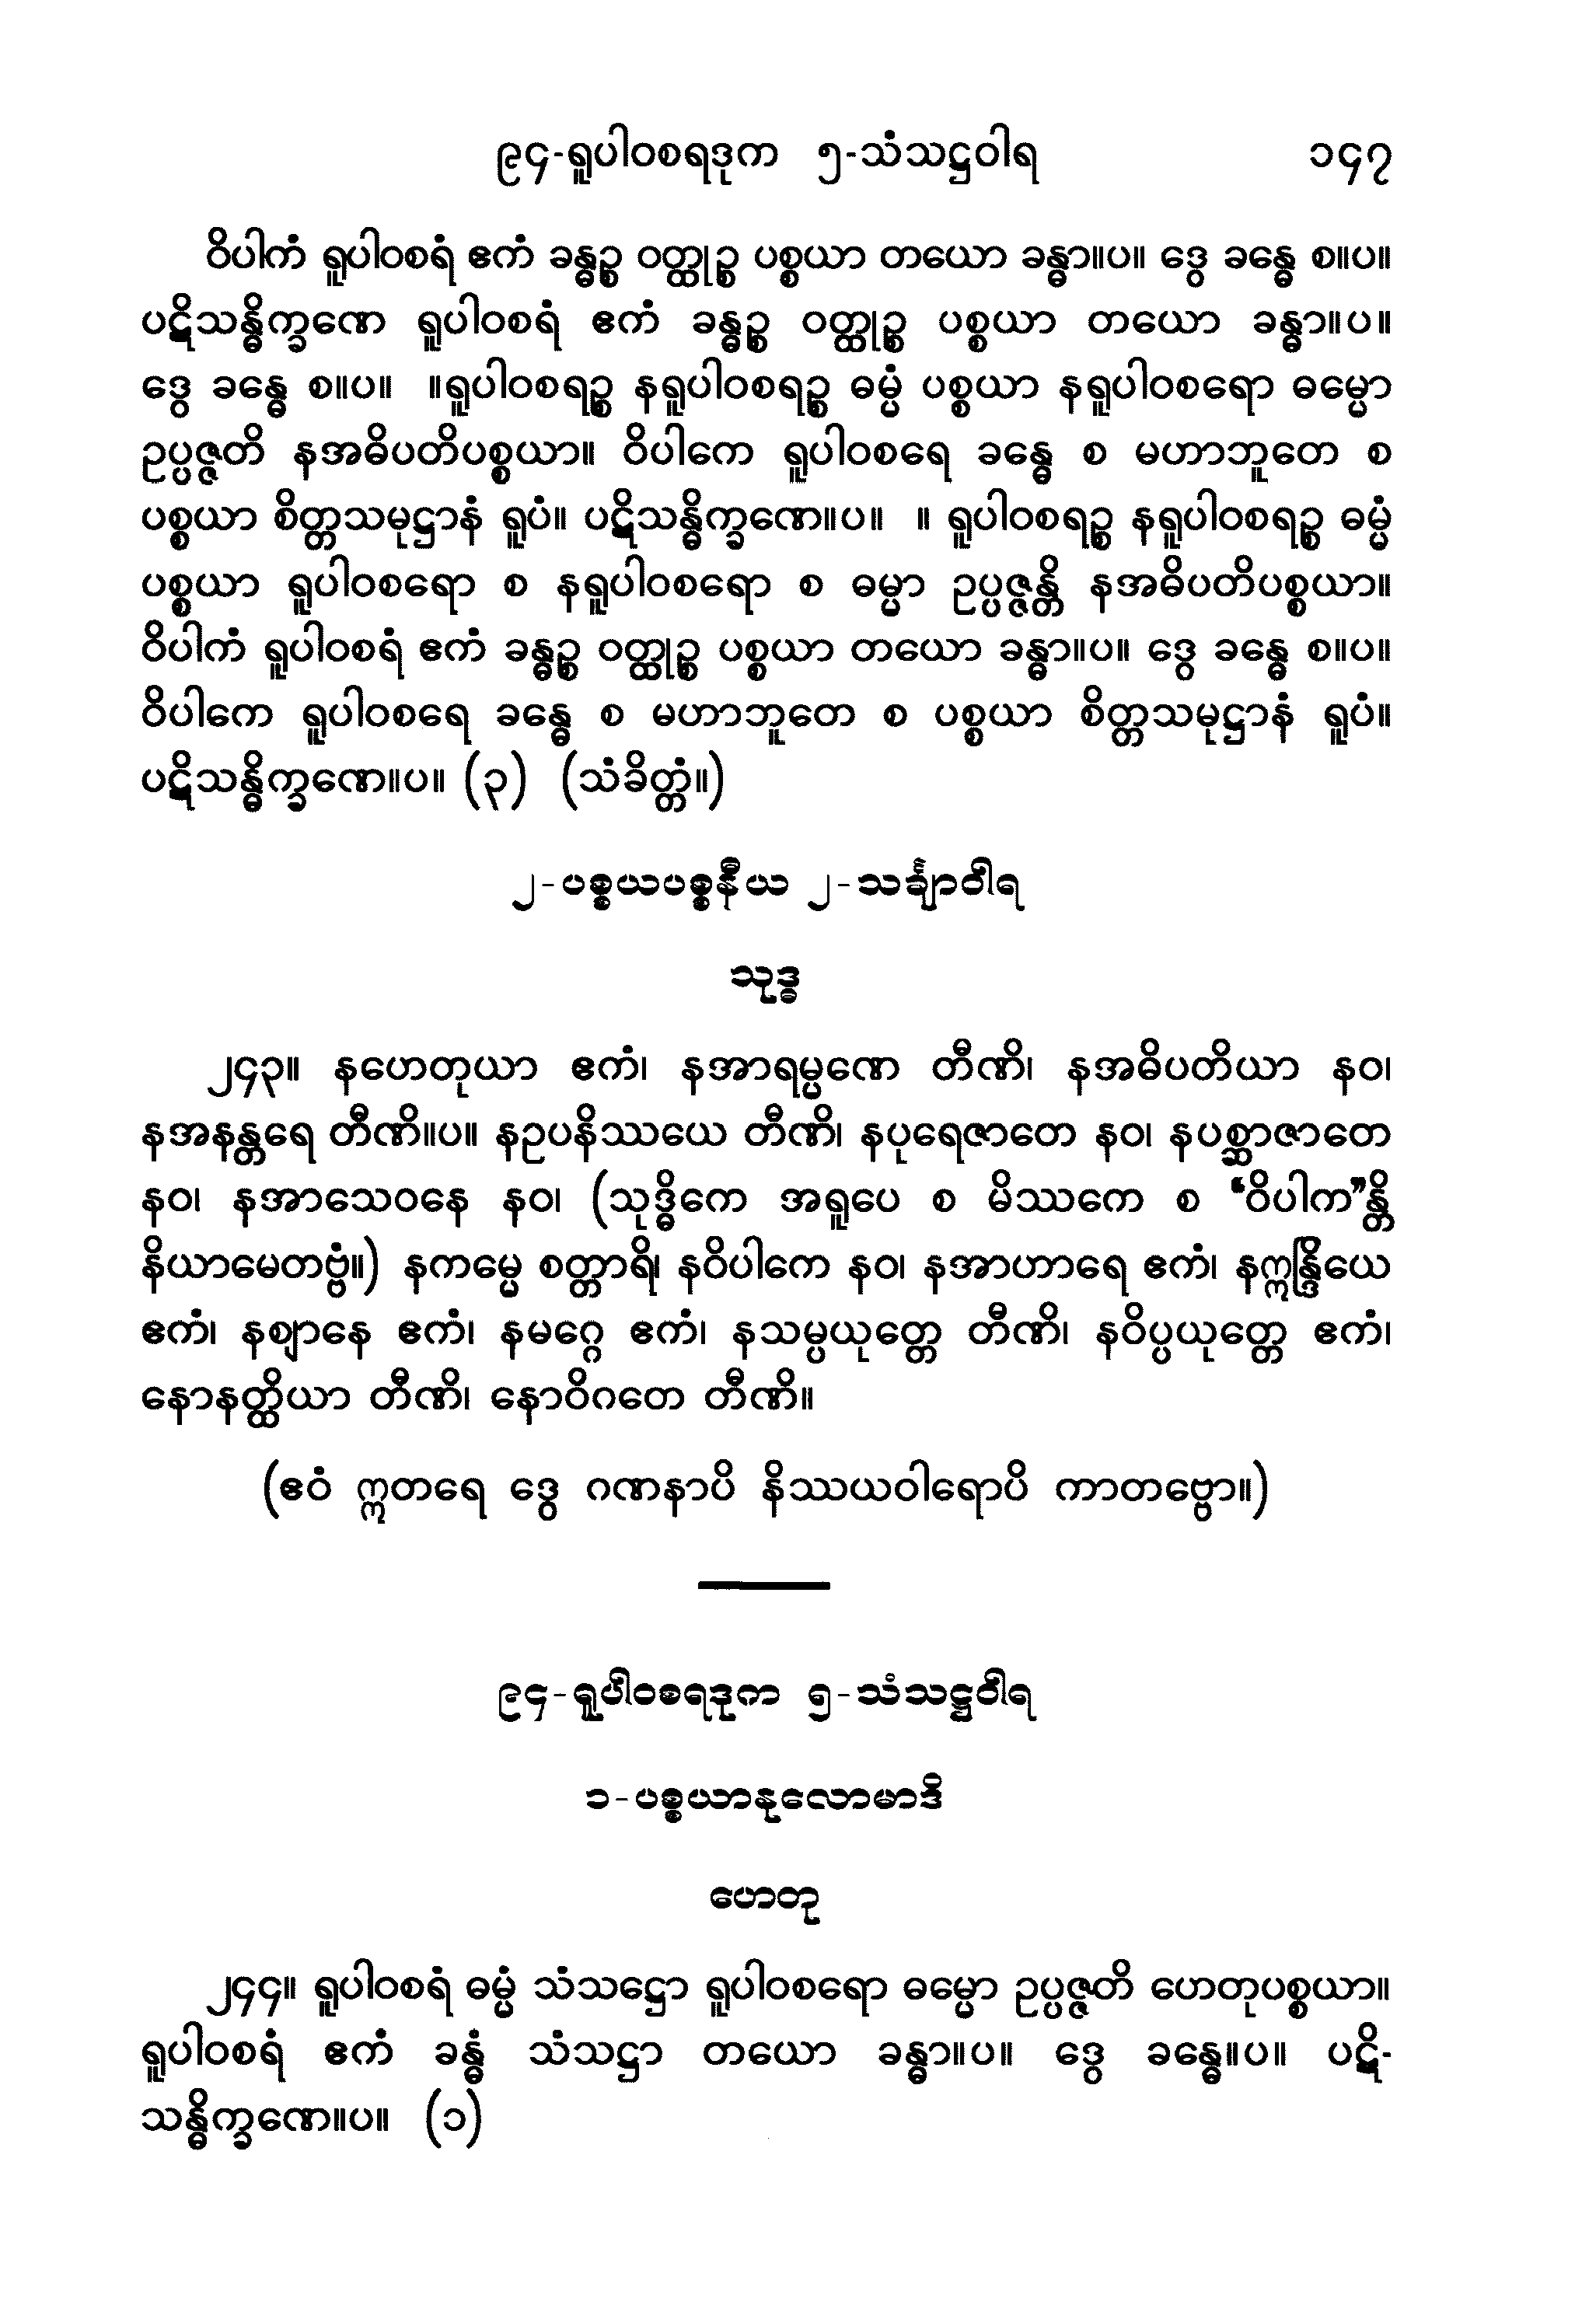 ၉၄-ရူပါဝစရဒုက ၅-သံသဋ္ဌဝါရ ၁၄၇
ဝိပါကံ ရူပါဝစရံ ဧကံ ခန္ဓဉ္စ ဝတ္ထုဉ္စ ပစ္စယာ တယော ခန္ဓာ။ပ။ ဒွေ ခန္ဓေ စ။ပ။
ပဋိသန္ဓိက္ခဏေ ရူပါဝစရံ ဧကံ ခန္ဓဉ္စ ဝတ္ထုဉ္စ ပစ္စယာ တယော ခန္ဓာ။ပ။
ဒွေ ခန္ဓေ စ။ပ။ ။ရူပါဝစရဉ္စ နရူပါဝစရဉ္စ ဓမ္မံ ပစ္စယာ နရူပါဝစရော ဓမ္မော
ဥပ္ပဇ္ဇတိ နအဓိပတိပစ္စယာ။ ဝိပါကေ ရူပါဝစရေ ခန္ဓေ စ မဟာဘူတေ စ
ပစ္စယာ စိတ္တသမုဋ္ဌာနံ ရူပံ။ ပဋိသန္ဓိက္ခဏေ။ပ။ ။ ရူပါဝစရဉ္စ နရူပါဝစရဉ္စ ဓမ္မံ
ပစ္စယာ ရူပါဝစရော စ နရူပါဝစရော စ ဓမ္မာ ဥပ္ပဇ္ဇန္တိ နအဓိပတိပစ္စယာ။
ဝိပါကံ ရူပါဝစရံ ဧကံ ခန္ဓဉ္စ ဝတ္ထုဉ္စ ပစ္စယာ တယော ခန္ဓာ။ပ။ ဒွေ ခန္ဓေ စ။ပ။
ဝိပါကေ ရူပါဝစရေ ခန္ဓေ စ မဟာဘူတေ စ ပစ္စယာ စိတ္တသမုဋ္ဌာနံ ရူပံ။
ပဋိသန္ဓိက္ခဏေ။ပ။ (၃) (သံခိတ္တံ။)
၂-ပစ္စယပစ္စနီယ ၂-သင်္ချာဝါရ
သုဒ္ဓ
၂၄၃။ နဟေတုယာ ဧကံ၊ နအာရမ္မဏေ တီဏိ၊ နအဓိပတိယာ နဝ၊
နအနန္တရေ တီဏိ။ပ။ နဥပနိဿယေ တီဏိ၊ နပုရေဇာတေ နဝ၊ နပစ္ဆာဇာတေ
နဝ၊ နအာသေဝနေ နဝ၊ (သုဒ္ဓိကေ အရူပေ စ မိဿကေ စ “ဝိပါက”န္တိ
နိယာမေတဗ္ဗံ။) နကမ္မေ စတ္တာရိ၊ နဝိပါကေ နဝ၊ နအာဟာရေ ဧကံ၊ နဣန္ဒြိယေ
ဧကံ၊ နဈာနေ ဧကံ၊ နမဂ္ဂေ ဧကံ၊ နသမ္ပယုတ္တေ တီဏိ၊ နဝိပ္ပယုတ္တေ ဧကံ၊
နောနတ္ထိယာ တီဏိ၊ နောဝိဂတေ တီဏိ။
(ဧဝံ ဣတရေ ဒွေ ဂဏနာပိ နိဿယဝါရောပိ ကာတဗ္ဗော။)
၉၄-ရူပါဝစရဒုက ၅-သံသဋ္ဌဝါရ
၁-ပစ္စယာနုလောမာဒိ
ဟေတု
၂၄၄။ ရူပါဝစရံ ဓမ္မံ သံသဋ္ဌော ရူပါဝစရော ဓမ္မော ဥပ္ပဇ္ဇတိ ဟေတုပစ္စယာ။
ရူပါဝစရံ ဧကံ ခန္ဓံ သံသဋ္ဌာ တယော ခန္ဓာ။ပ။ ဒွေ ခန္ဓေ။ပ။ ပဋိ-
သန္ဓိက္ခဏေ။ပ။ (၁)